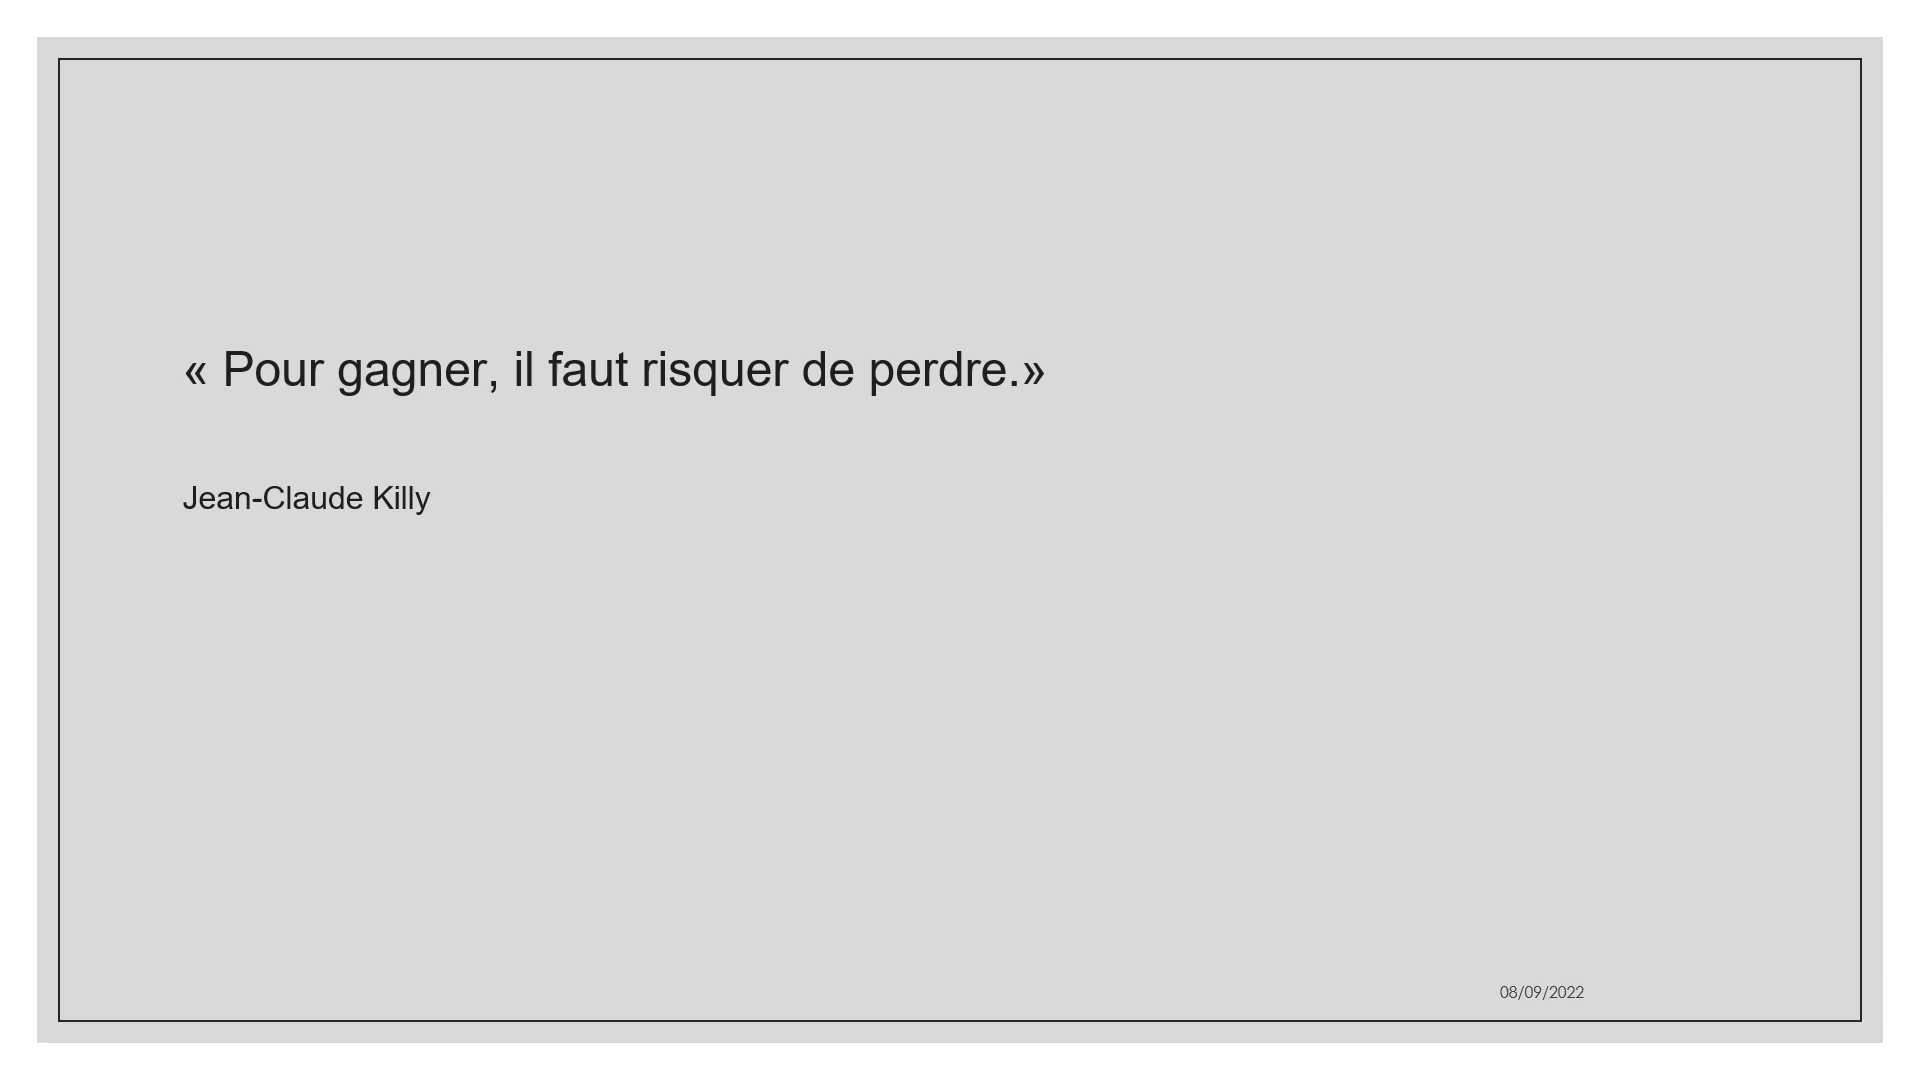 « Pour gagner, il faut risquer de perdre.»
Jean-Claude Killy
08/09/2022